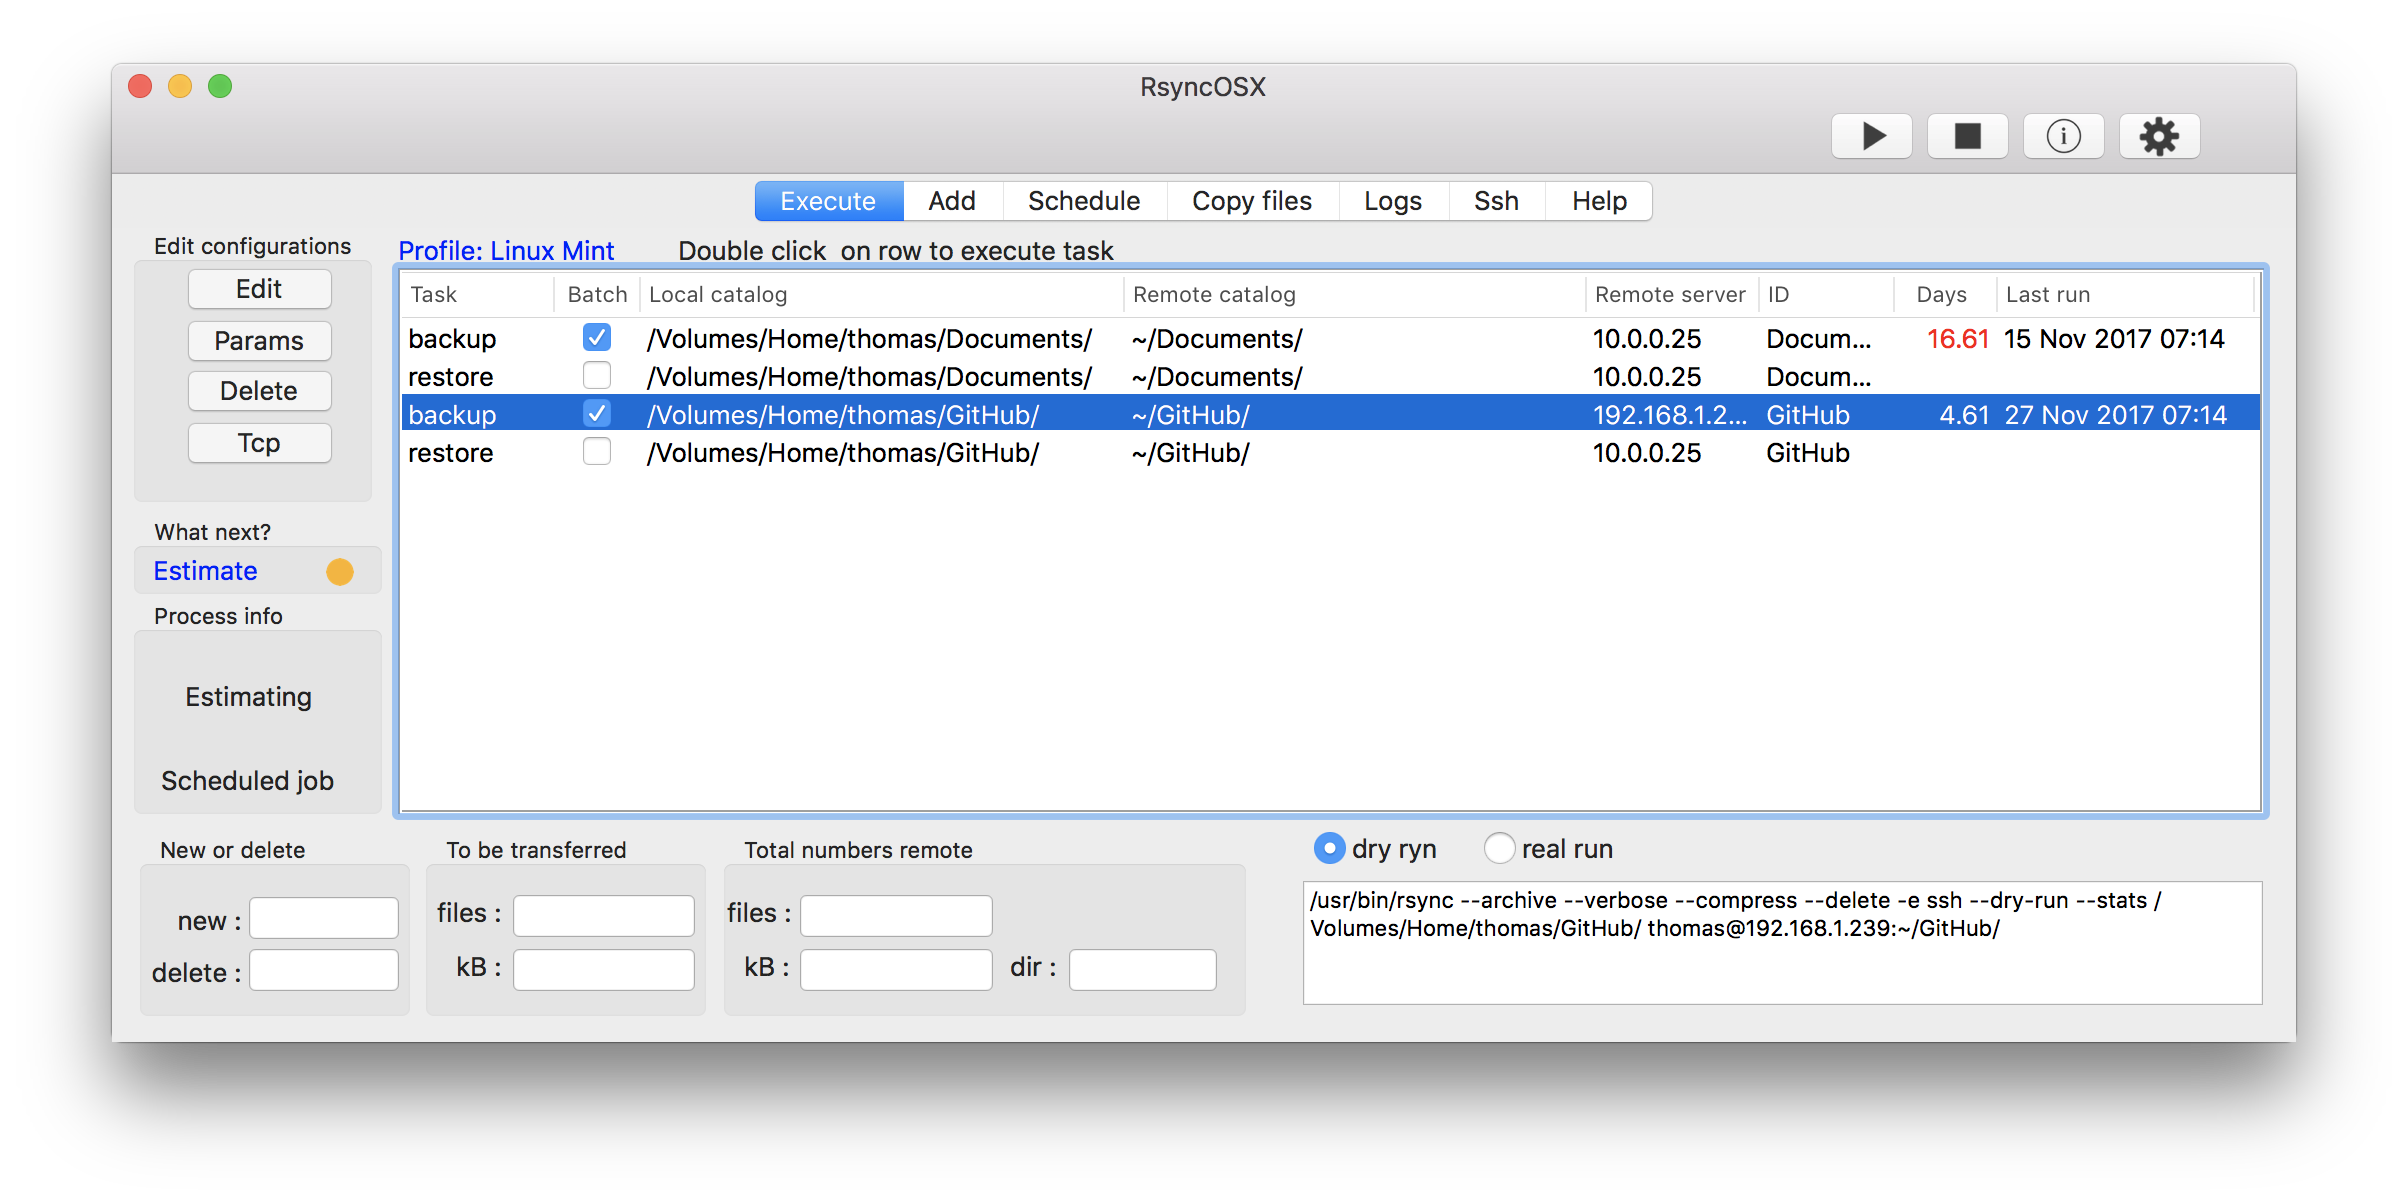 RsyncOSX
Execute Add Schedule Copy files Logs Ssh Help
Edit configurations
Edit
Params
Delete
Tcp
What next?
Estimate
Process info
Estimating
Scheduled job
Profile: Linux Mint Double click on row to execute task
Task Batch Local catalog Remote catalog Remote server ID Days Last run
backup /Volumes/Home/thomas/Documents/ ~/Documents/ 10.0.0.25 Docum... 16.61 15 Nov 2017 07:14
restore /Volumes/Home/thomas/Documents/ ~/Documents/ 10.0.0.25 Docum...
backup /Volumes/Home/thomas/GitHub/ ~/GitHub/ 192.168.1.2... GitHub 4.61 27 Nov 2017 07:14
restore /Volumes/Home/thomas/GitHub/ ~/GitHub/ 10.0.0.25 GitHub
New or delete
new :
delete :
To be transferred
files :
kB :
Total numbers remote
files :
kB : dir :
dry ryn real run
/usr/bin/rsync --archive --verbose --compress --delete -e ssh --dry-run --stats /
Volumes/Home/thomas/GitHub/ thomas@192.168.1.239:~/GitHub/